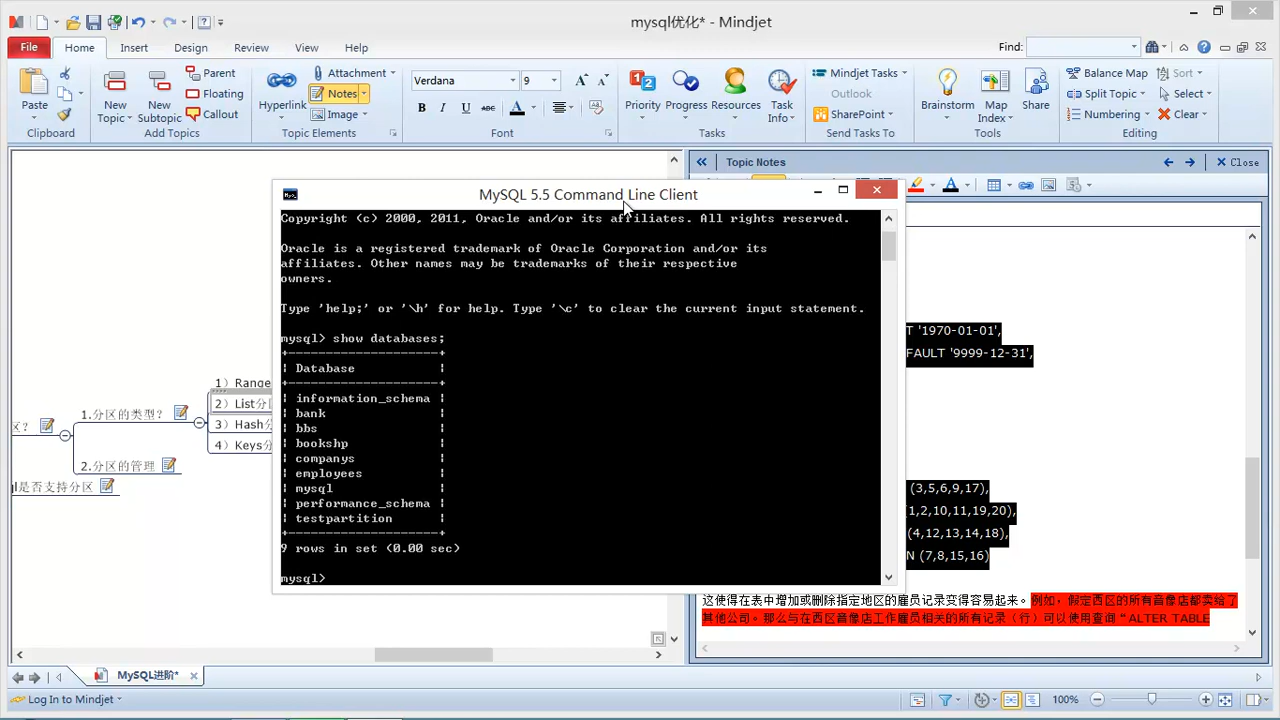 mysql优化* - Mindjet
File Home Insert Design Review View Help
Find:
Paste
Clipboard
New Topic
New Subtopic
Parent
Floating
Callout
Add Topics
Hyperlink
Attachment
Notes
Image
Topic Elements
Verdana 9
B I U abc A
Font
Priority Progress Resources Task Info
Tasks
Mindjet Tasks
Outlook
SharePoint
Send Tasks To
Brainstorm Map Index Share
Tools
Balance Map
Split Topic
Numbering
Sort
Select
Clear
Editing
Topic Notes
Close
MySQL 5.5 Command Line Client
Copyright (c) 2000, 2011, Oracle and/or its affiliates. All rights reserved.
Oracle is a registered trademark of Oracle Corporation and/or its
affiliates. Other names may be trademarks of their respective
owners.
Type 'help;' or '\h' for help. Type '\c' to clear the current input statement.
mysql> show databases;
+--------------------+
| Database |
+--------------------+
| information_schema |
| bank |
| bbs |
| bookshp |
| companys |
| employees |
| mysql |
| performance_schema |
| testpartition |
+--------------------+
9 rows in set (0.00 sec)
mysql>
区?
1.分区的类型?
1) Range
2) List分
3) Hash分
4) Keys分
2.分区的管理
l是否支持分区
T '1970-01-01',
FAULT '9999-12-31',
(3,5,6,9,17),
(1,2,10,11,19,20),
(4,12,13,14,18),
N (7,8,15,16)
这使得在表中增加或删除指定地区的雇员记录变得容易起来。例如，假定西区的所有音像店都卖给了
其他公司。那么与在西区音像店工作雇员相关的所有记录（行）可以使用查询“ALTER TABLE
MySQL进阶*
Log In to Mindjet
100%